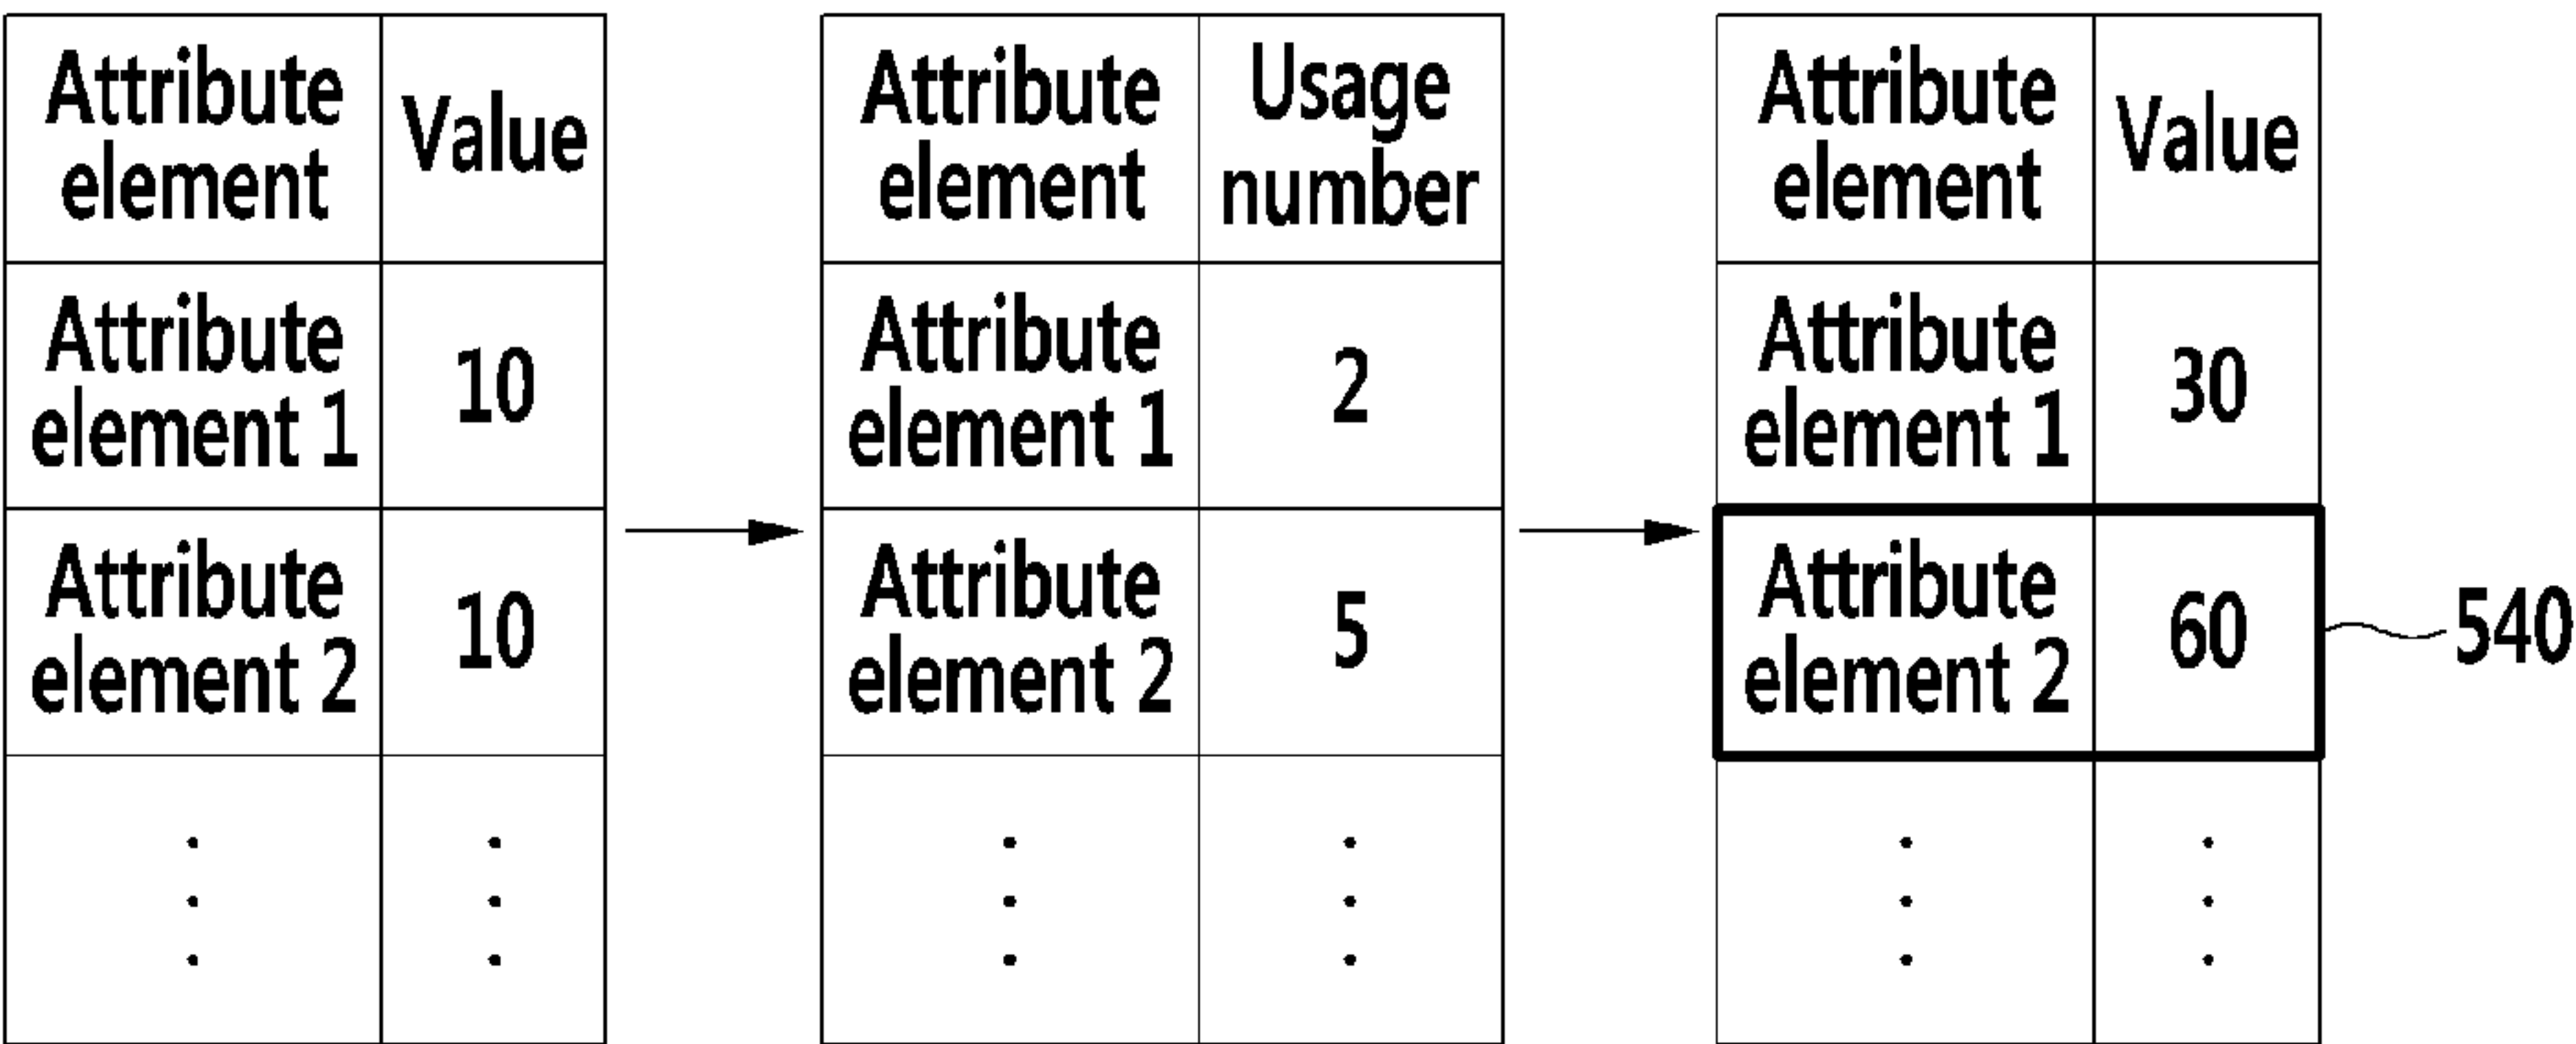 Attribute
element
Value
Attribute
element 1
10
Attribute
element 2
10
Attribute
element
Usage
number
Attribute
element 1
2
Attribute
element 2
5
Attribute
element
Value
Attribute
element 1
30
Attribute
element 2
60
540